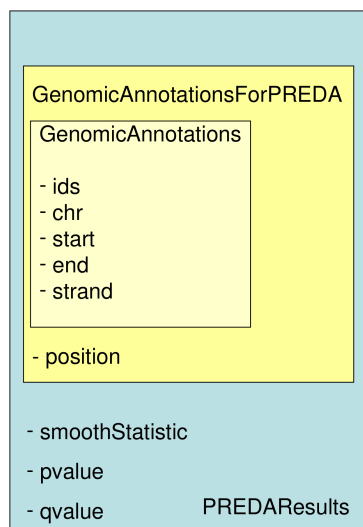 GenomicAnnotationsForPREDA
GenomicAnnotations
- ids
- chr
- start
- end
- strand
- position
- smoothStatistic
- pvalue
- qvalue PREDAResults